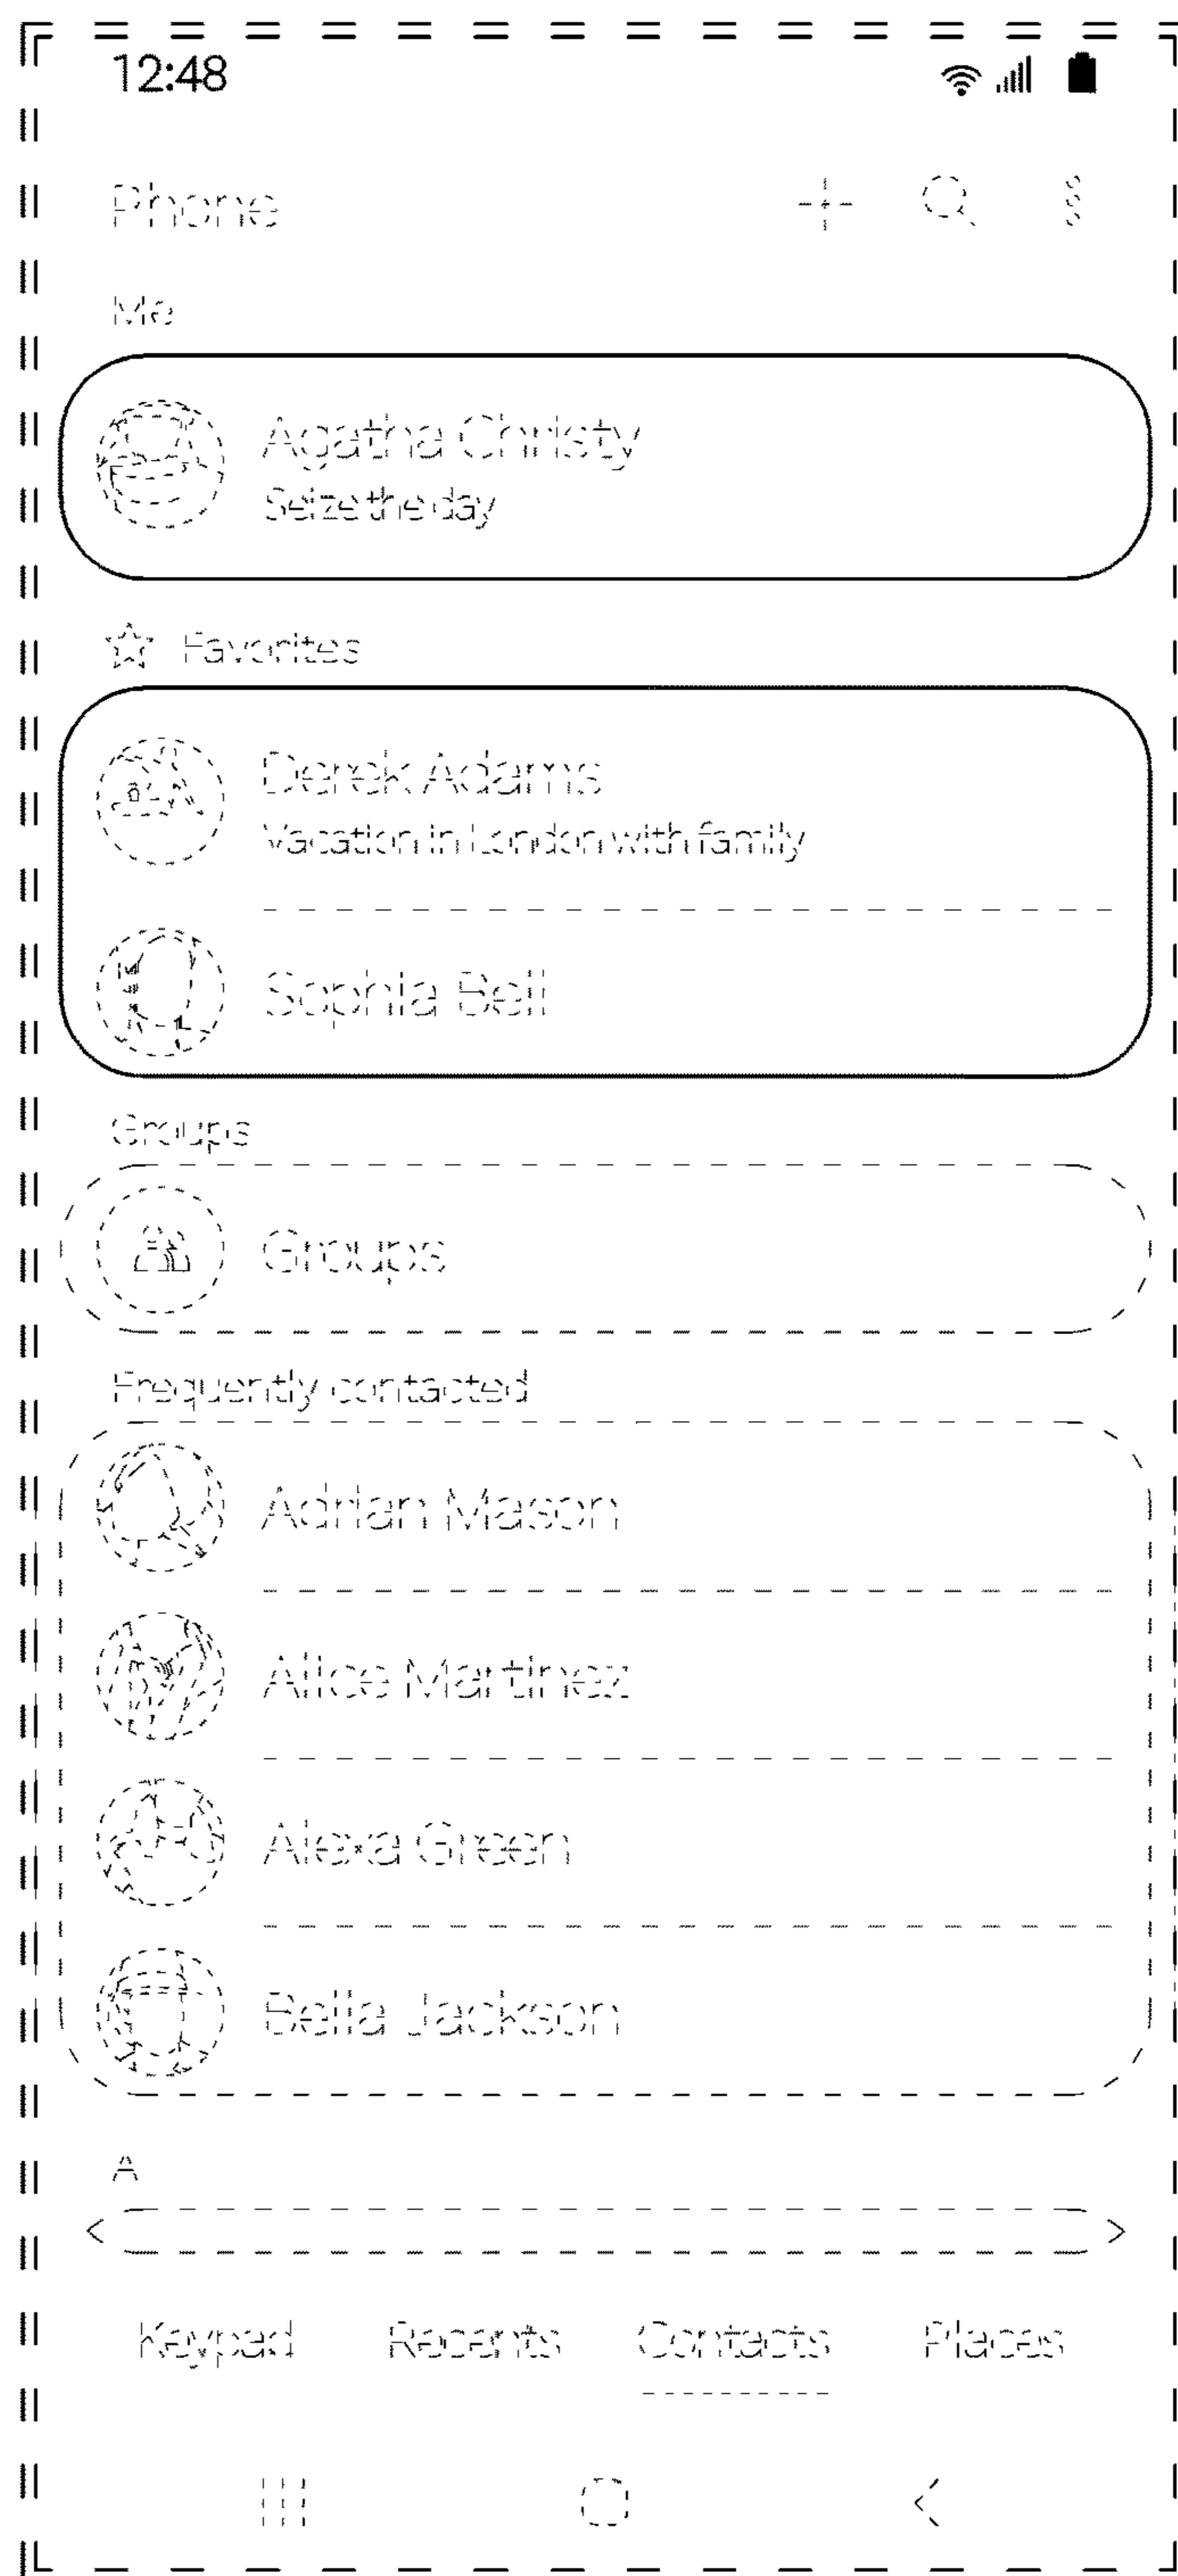 12:48
Phone
Me
Agatha Christy
Seize the day
Favorites
Derek Adams
Vacation in London with family
Sophia Bell
Groups
Groups
Frequently contacted
Adrian Mason
Alice Martinez
Alexa Green
Bella Jackson
A
Keypad Recents Contacts Places